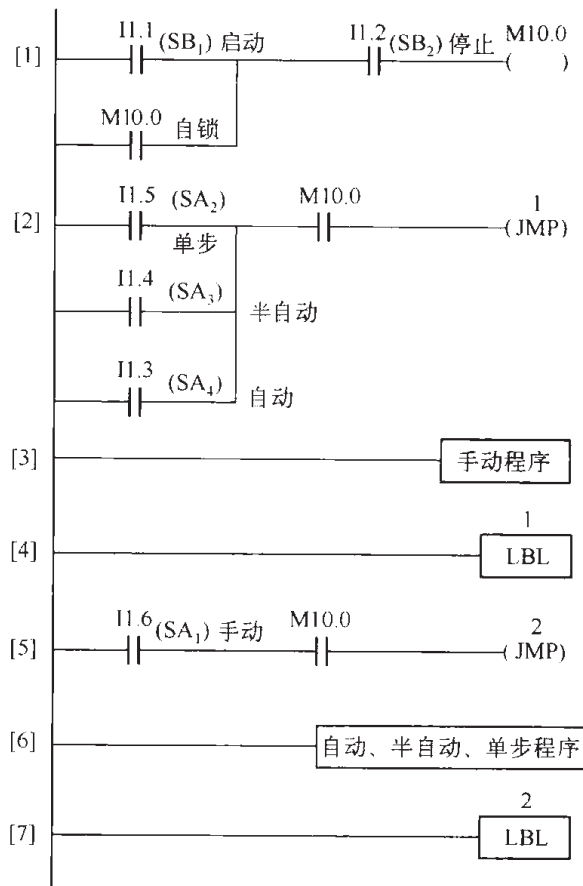 I1.1 (SB₁) 启动 I1.2 (SB₂) 停止 M10.0
[1] ( )
M10.0 自锁
I1.5 (SA₂) M10.0 1
[2] 单步 (JMP)
I1.4 (SA₃) 半自动
I1.3 (SA₄) 自动
[3] 手动程序
1
[4] LBL
I1.6 (SA₁) 手动 M10.0 2
[5] (JMP)
[6] 自动、半自动、单步程序
2
[7] LBL